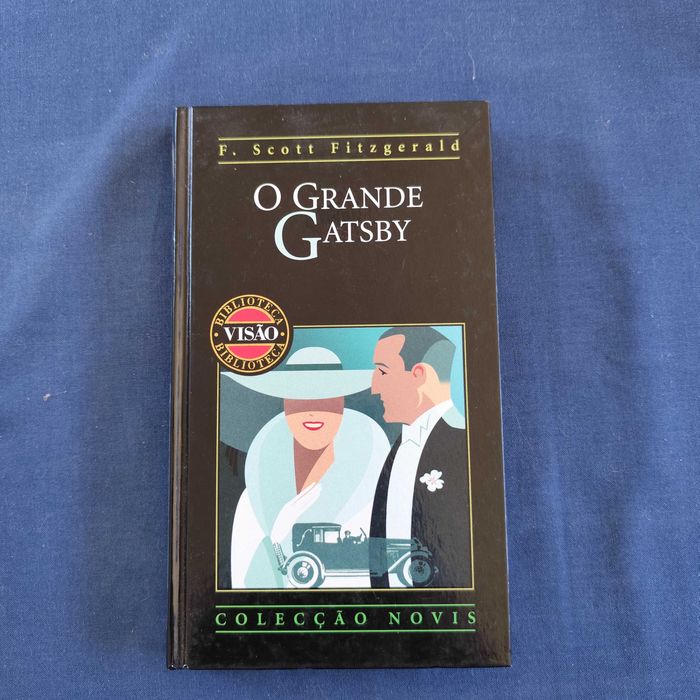 F. Scott Fitzgerald
O GRANDE
GATSBY
BIBLIOTECA
VISÃO
BIBLIOTECA
COLECÇÃO NOVIS